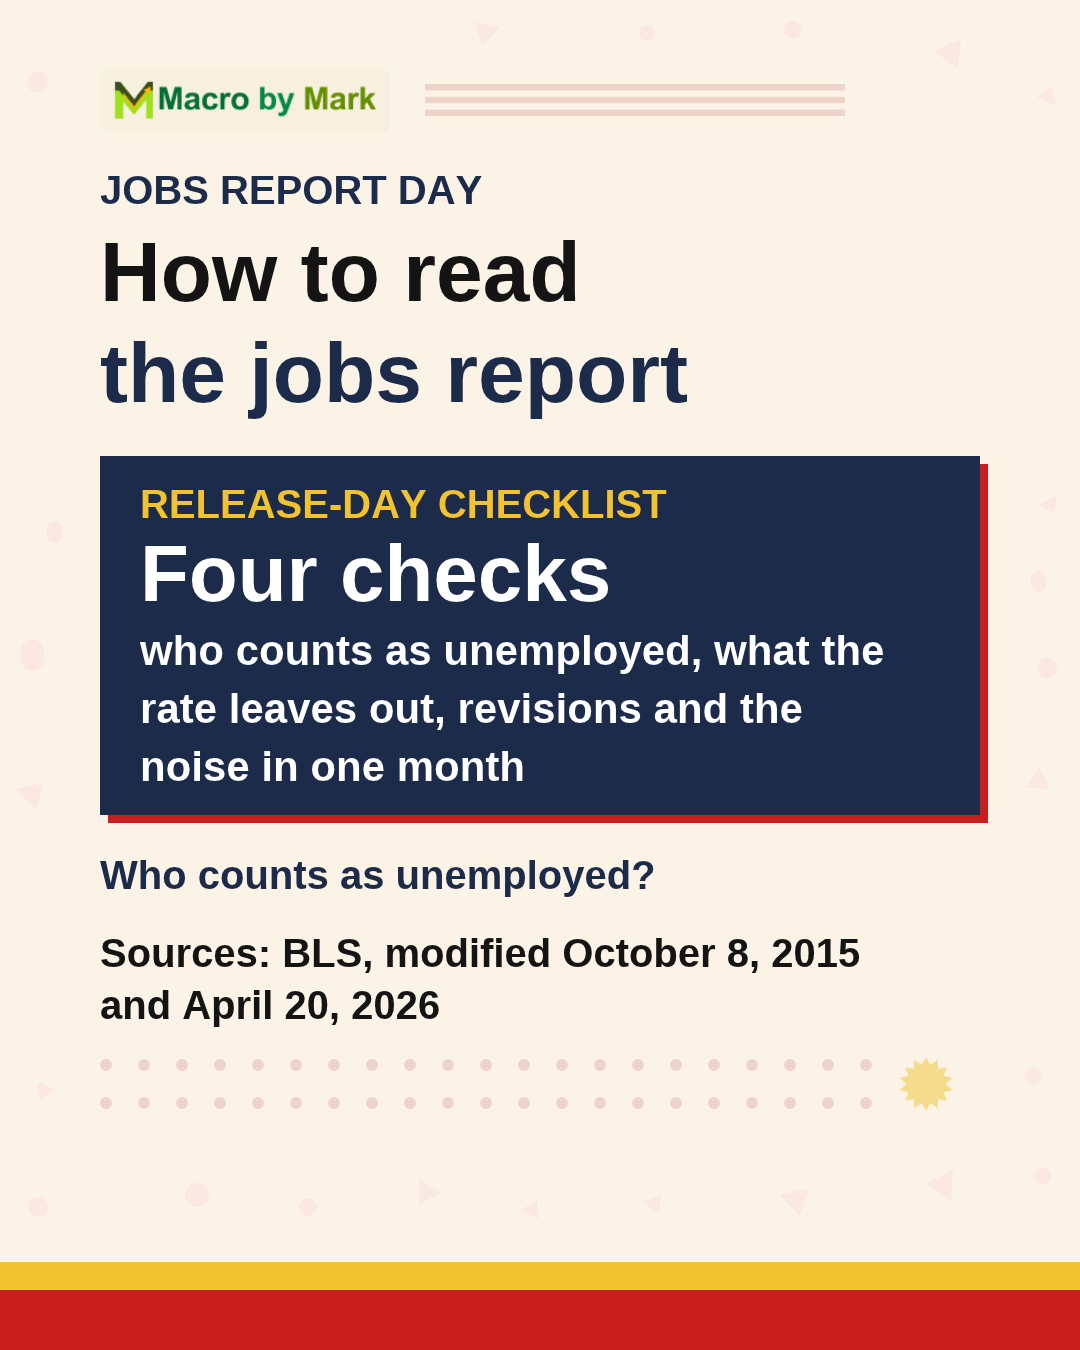 Macro by Mark
JOBS REPORT DAY
How to read
the jobs report
RELEASE-DAY CHECKLIST
Four checks
who counts as unemployed, what the
rate leaves out, revisions and the
noise in one month
Who counts as unemployed?
Sources: BLS, modified October 8, 2015
and April 20, 2026